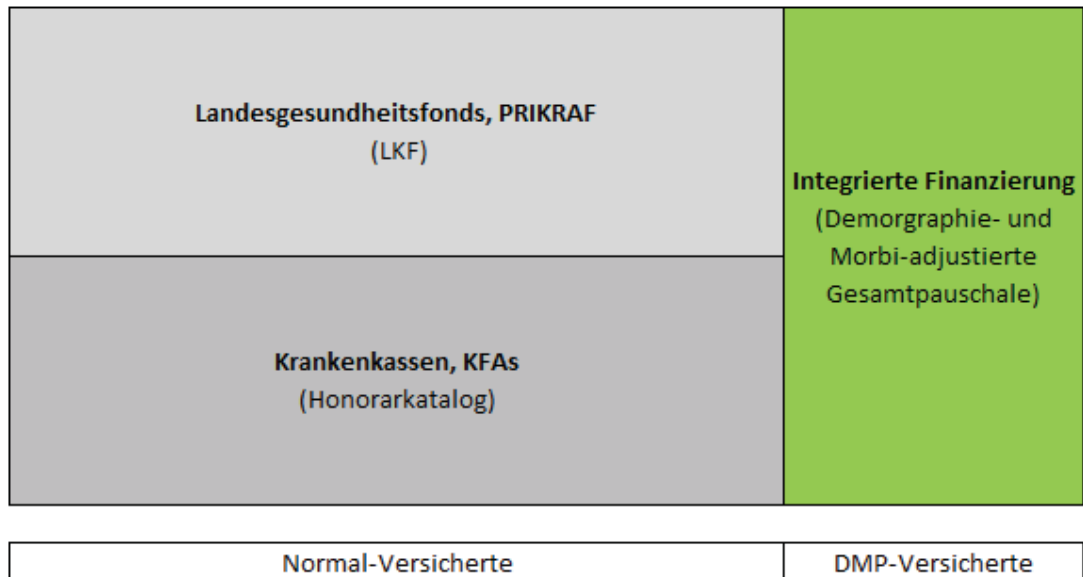 Landesgesundheitsfonds, PRIKRAF
(LKF)
Integrierte Finanzierung
(Demorgraphie- und
Morbi-adjustierte
Gesamtpauschale)
Krankenkassen, KFAs
(Honorarkatalog)
Normal-Versicherte
DMP-Versicherte